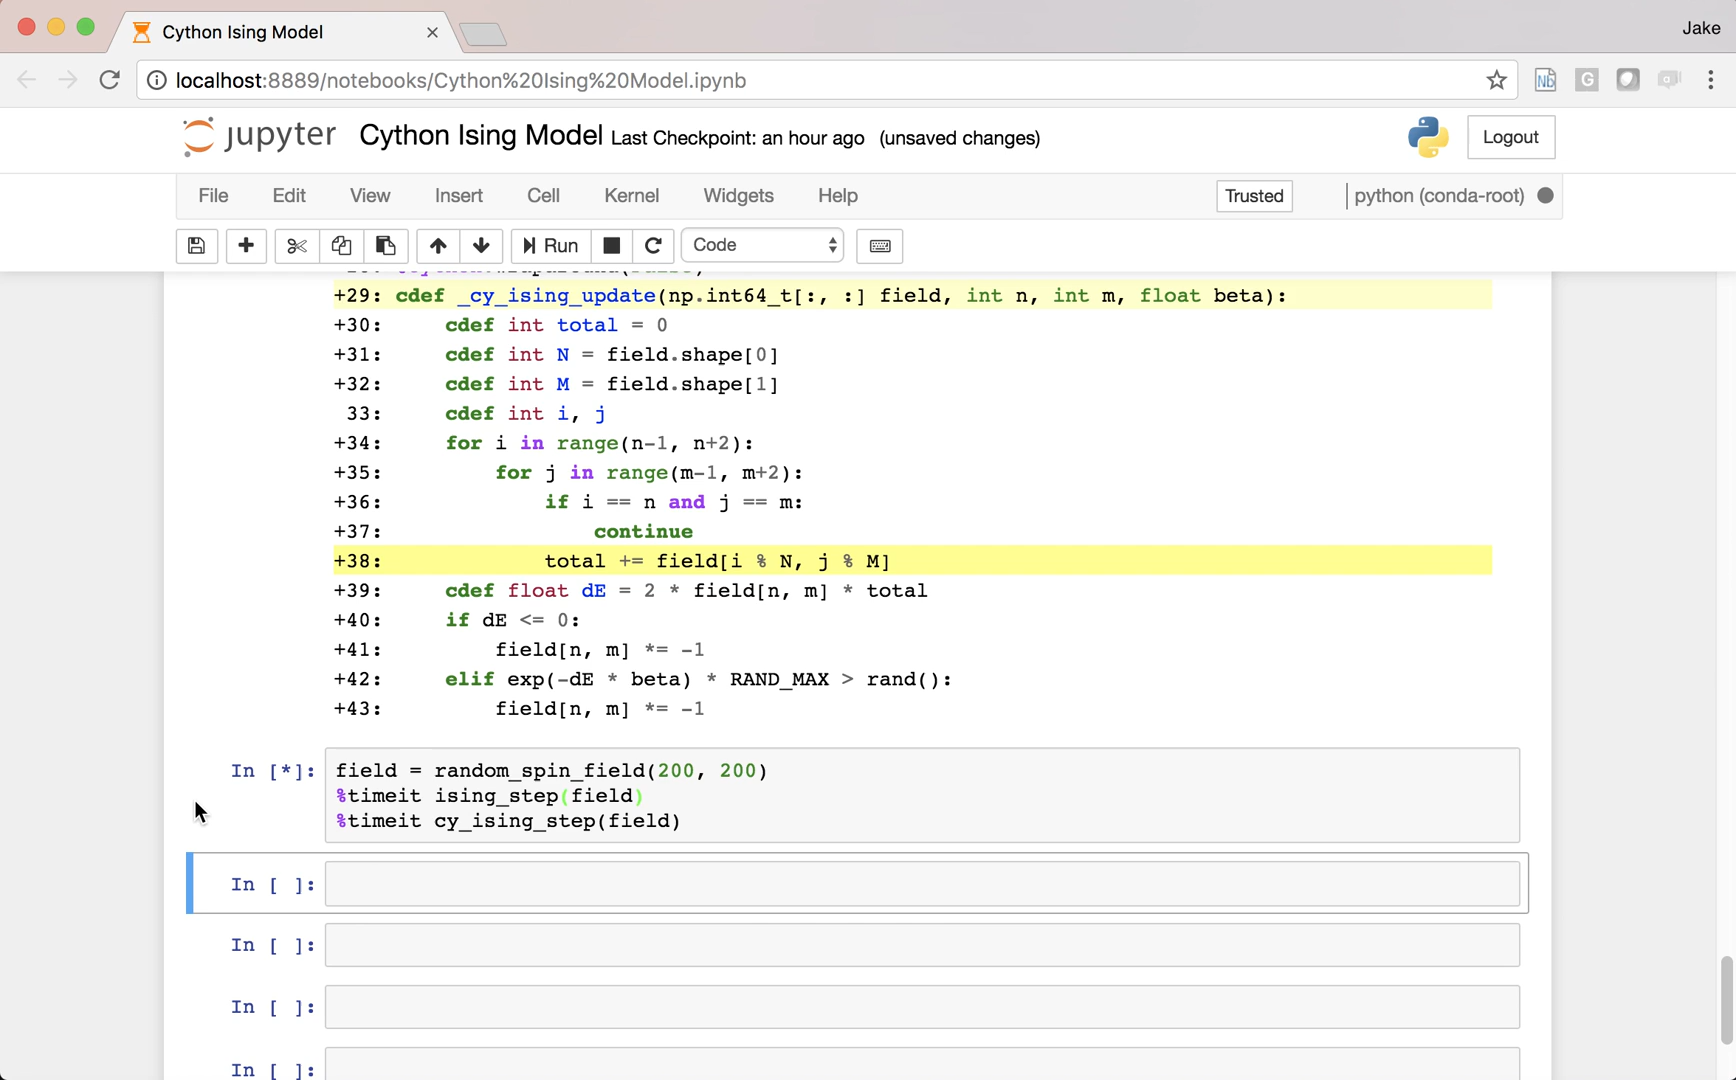 Cython Ising Model
Jake
localhost:8889/notebooks/Cython%20Ising%20Model.ipynb
Nb
G
jupyter Cython Ising Model Last Checkpoint: an hour ago (unsaved changes)
Logout
File Edit View Insert Cell Kernel Widgets Help
Trusted
python (conda-root)
Run
Code
+29: cdef _cy_ising_update(np.int64_t[:, :] field, int n, int m, float beta):
+30:     cdef int total = 0
+31:     cdef int N = field.shape[0]
+32:     cdef int M = field.shape[1]
33:     cdef int i, j
+34:     for i in range(n-1, n+2):
+35:         for j in range(m-1, m+2):
+36:             if i == n and j == m:
+37:                 continue
+38:             total += field[i % N, j % M]
+39:     cdef float dE = 2 * field[n, m] * total
+40:     if dE <= 0:
+41:         field[n, m] *= -1
+42:     elif exp(-dE * beta) * RAND_MAX > rand():
+43:         field[n, m] *= -1
In [*]: field = random_spin_field(200, 200)
%timeit ising_step(field)
%timeit cy_ising_step(field)
In [ ]:
In [ ]:
In [ ]:
In [ ]: